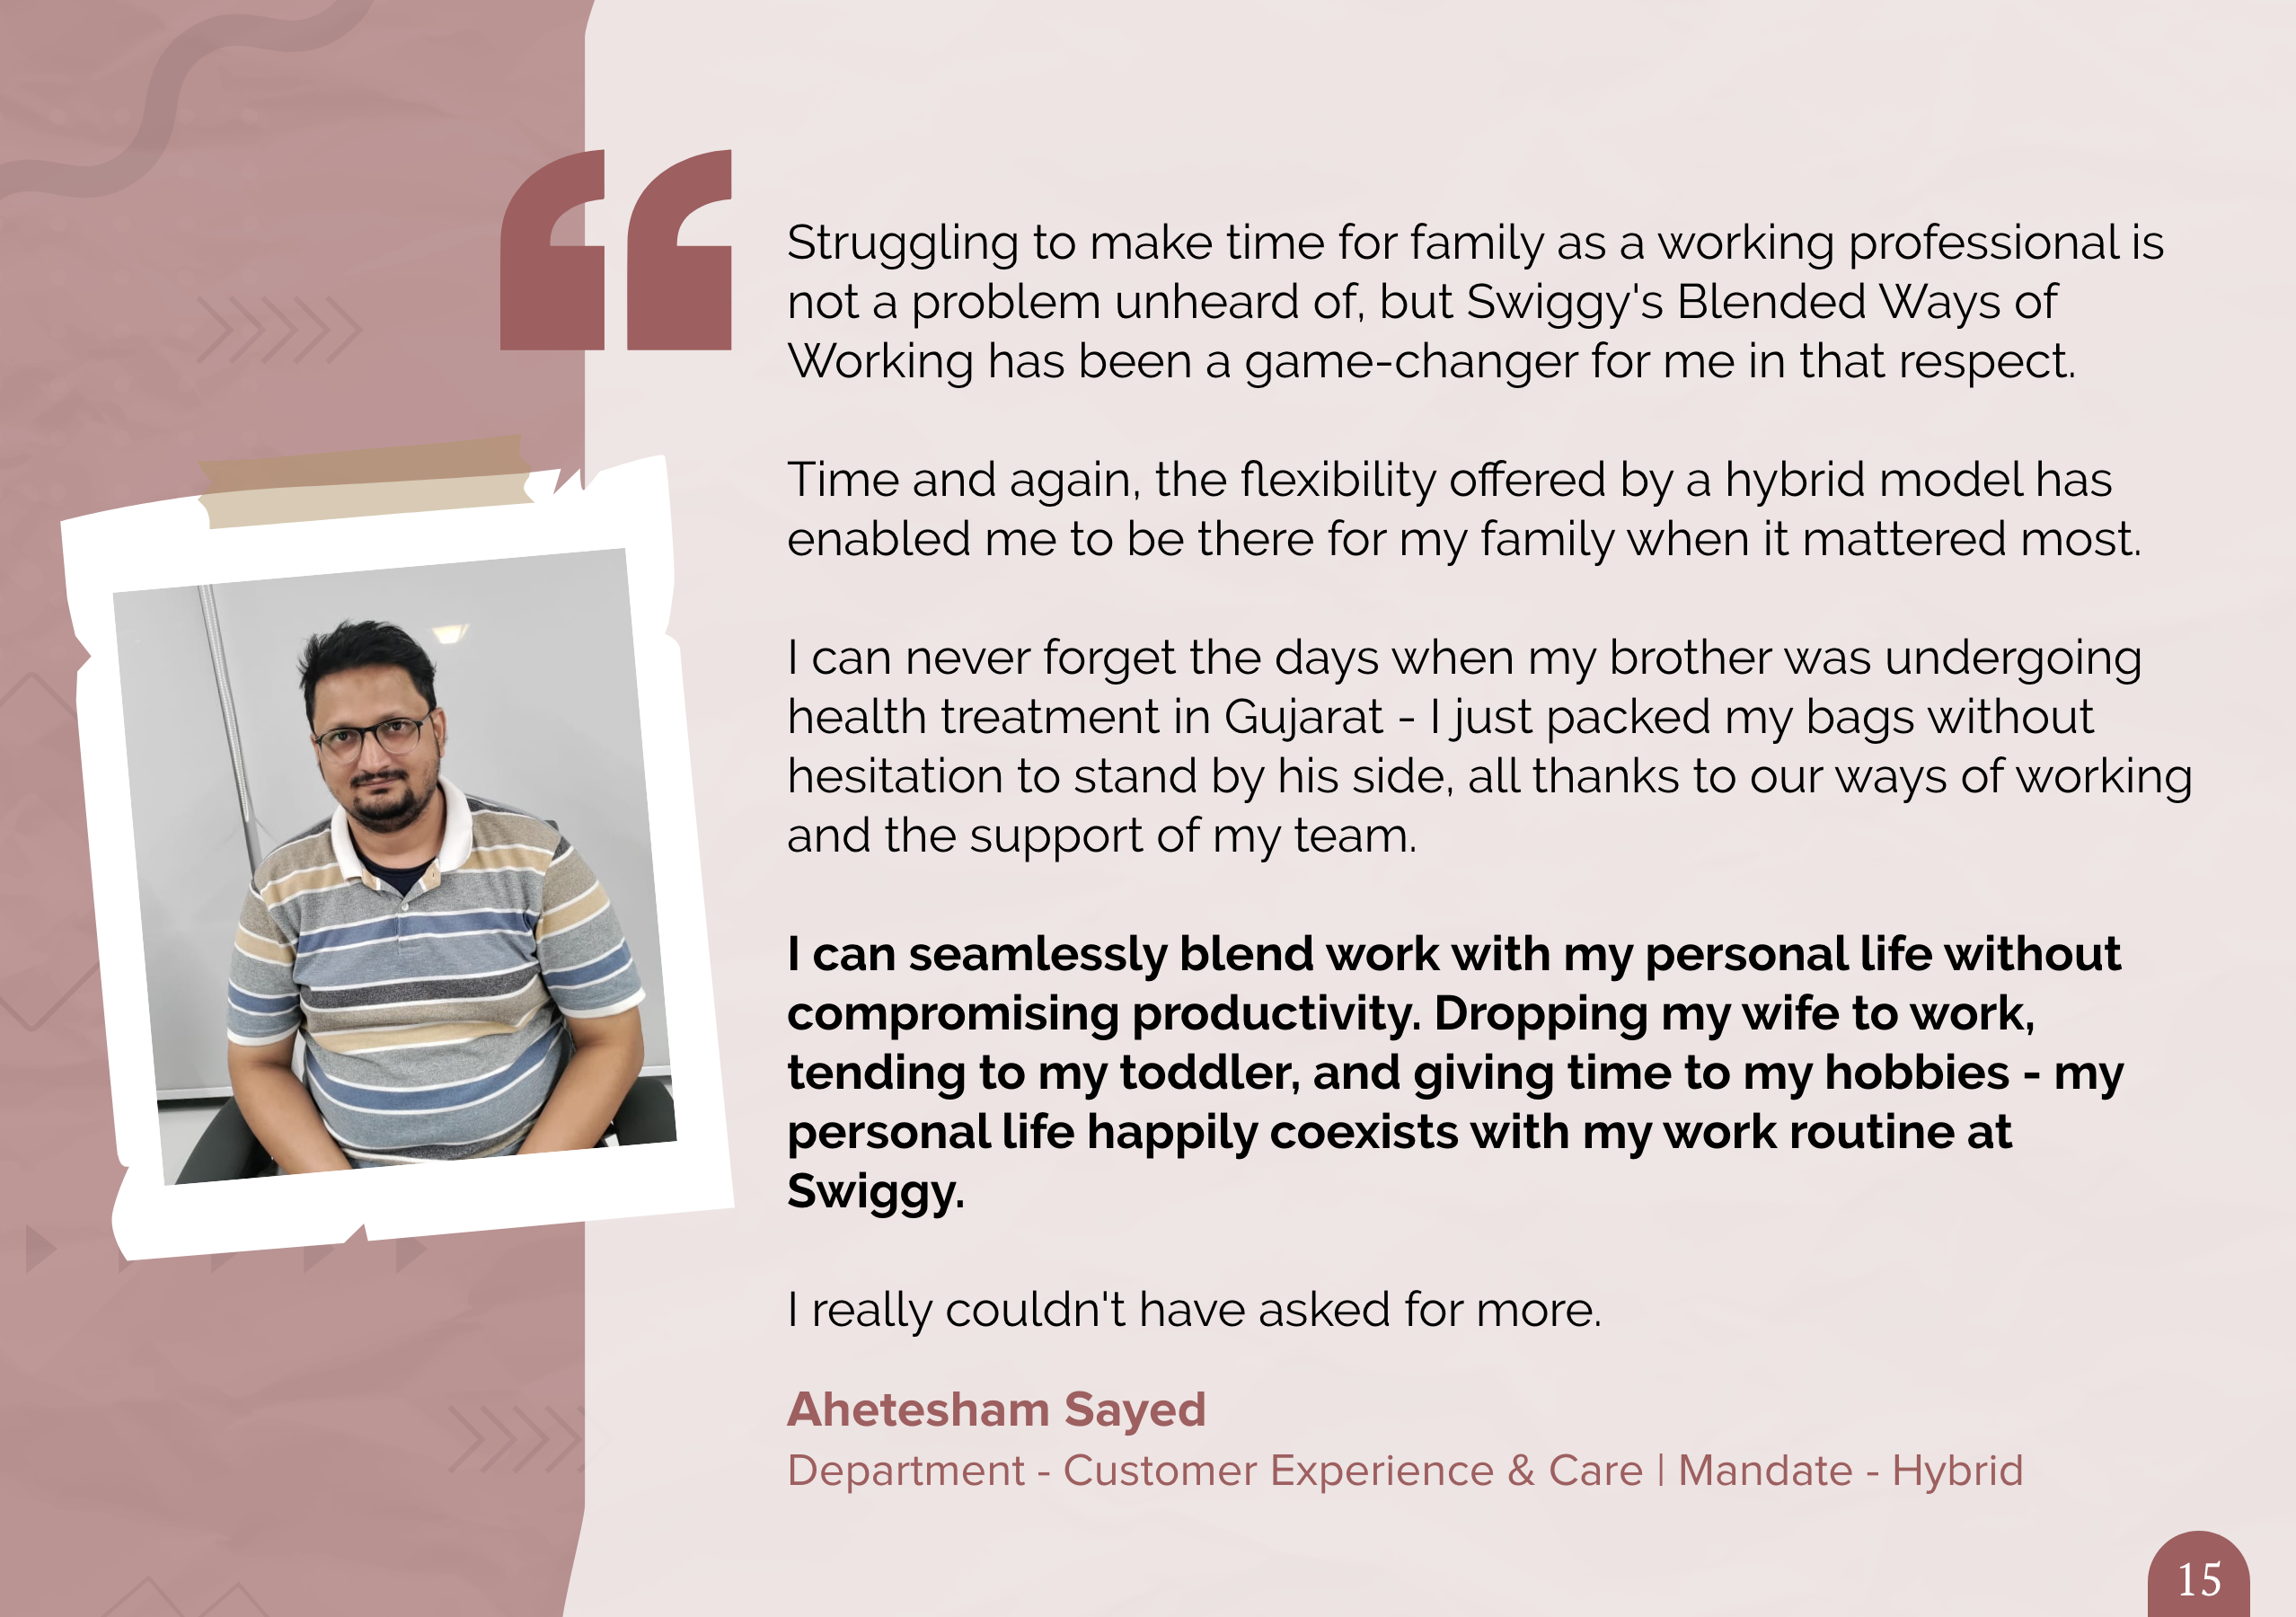 Struggling to make time for family as a working professional is
not a problem unheard of, but Swiggy's Blended Ways of
Working has been a game-changer for me in that respect.
Time and again, the flexibility offered by a hybrid model has
enabled me to be there for my family when it mattered most.
I can never forget the days when my brother was undergoing
health treatment in Gujarat - I just packed my bags without
hesitation to stand by his side, all thanks to our ways of working
and the support of my team.
I can seamlessly blend work with my personal life without
compromising productivity. Dropping my wife to work,
tending to my toddler, and giving time to my hobbies - my
personal life happily coexists with my work routine at
Swiggy.
I really couldn't have asked for more.
Ahetesham Sayed
Department - Customer Experience & Care | Mandate - Hybrid
15